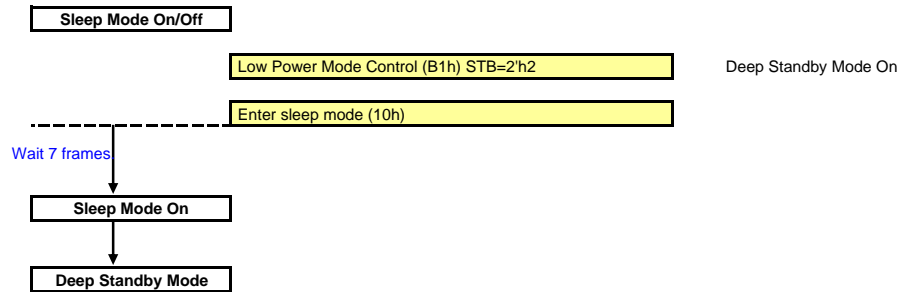 Sleep Mode On/Off
Low Power Mode Control (B1h) STB=2'h2
Deep Standby Mode On
Enter sleep mode (10h)
Wait 7 frames.
Sleep Mode On
Deep Standby Mode